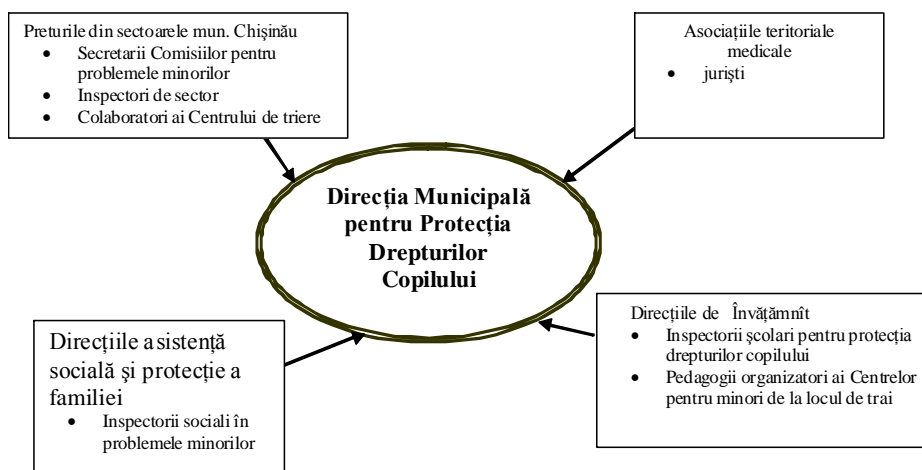 Preturile din sectoarele mun. Chişinău
• Secretarii Comisiilor pentru
problemele minorilor
• Inspectori de sector
• Colaboratori ai Centrului de triere
Asociaţiile teritoriale
medicale
• jurişti
Direcţia Municipală
pentru Protecţia
Drepturilor
Copilului
Direcţiile asistenţă
socială şi protecţie a
familiei
• Inspectorii sociali în
problemele minorilor
Direcţiile de Învăţămnît
• Inspectorii şcolari pentru protecţia
drepturilor copilului
• Pedagogii organizatori ai Centrelor
pentru minori de la locul de trai